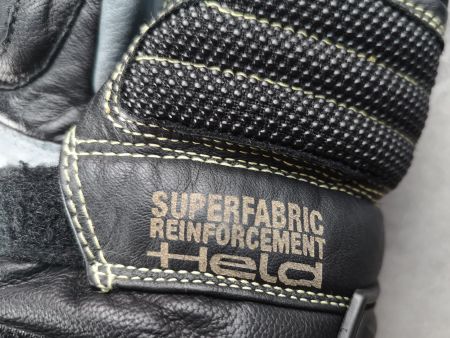 SUPERFABRIC
REINFORCEMENT
Held